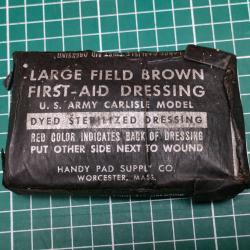 LARGE FIELD BROWN
FIRST-AID DRESSING
U. S. ARMY CARLISLE MODEL
DYED STERILIZED DRESSING
RED COLOR INDICATES BACK OF DRESSING
PUT OTHER SIDE NEXT TO WOUND
HANDY PAD SUPPLY CO.
WORCESTER, MASS.